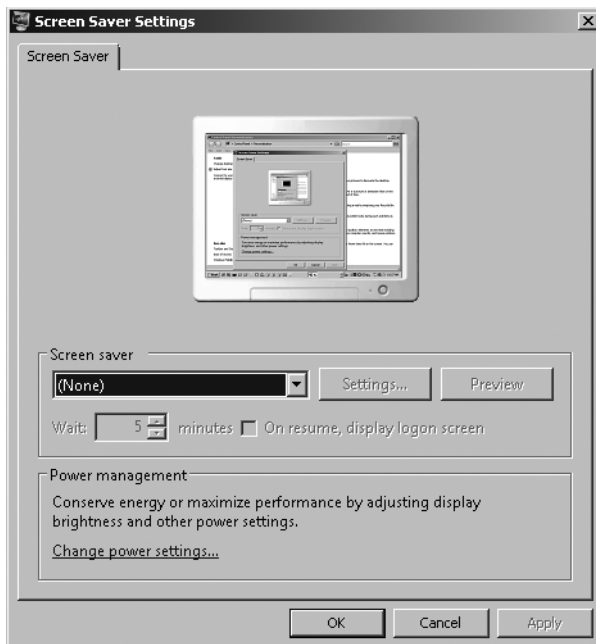 Screen Saver Settings
Screen Saver
Screen saver
(None)
Settings...
Preview
Wait: 5 minutes On resume, display logon screen
Power management
Conserve energy or maximize performance by adjusting display
brightness and other power settings.
Change power settings...
OK Cancel Apply